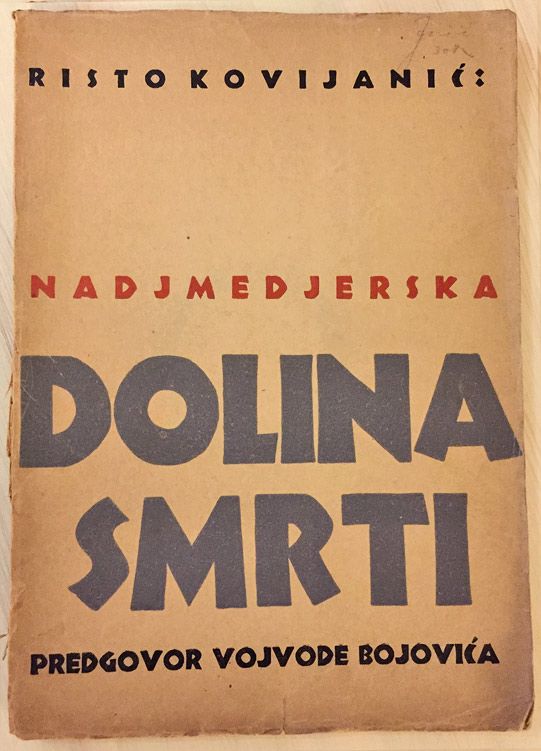 RISTO KOVIJANIĆ:
NADJMEDJERSKA
DOLINA
SMRTI
PREDGOVOR VOJVODE BOJOVIĆA